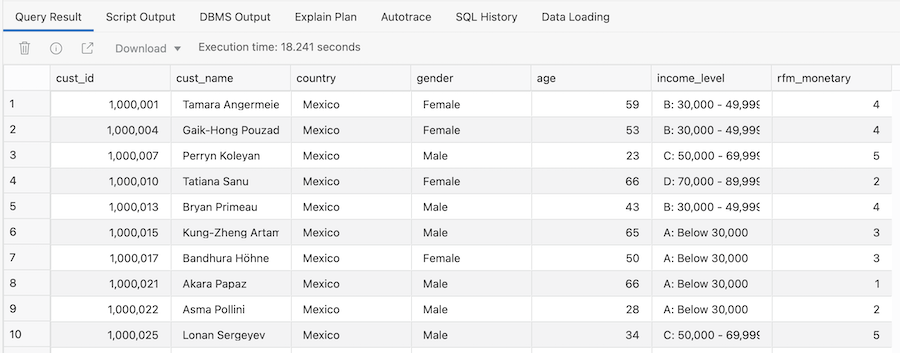 Query Result Script Output DBMS Output Explain Plan Autotrace SQL History Data Loading
Download Execution time: 18.241 seconds
cust_id cust_name country gender age income_level rfm_monetary
1 1,000,001 Tamara Angermeie Mexico Female 59 B: 30,000 - 49,999 4
2 1,000,004 Gaik-Hong Pouzad Mexico Female 53 B: 30,000 - 49,999 4
3 1,000,007 Perryn Koleyan Mexico Male 23 C: 50,000 - 69,999 5
4 1,000,010 Tatiana Sanu Mexico Female 66 D: 70,000 - 89,999 2
5 1,000,013 Bryan Primeau Mexico Male 43 B: 30,000 - 49,999 4
6 1,000,015 Kung-Zheng Artam Mexico Male 65 A: Below 30,000 3
7 1,000,017 Bandhura Höhne Mexico Female 50 A: Below 30,000 3
8 1,000,021 Akara Papaz Mexico Male 66 A: Below 30,000 1
9 1,000,022 Asma Pollini Mexico Male 28 A: Below 30,000 2
10 1,000,025 Lonan Sergeyev Mexico Male 34 C: 50,000 - 69,999 5